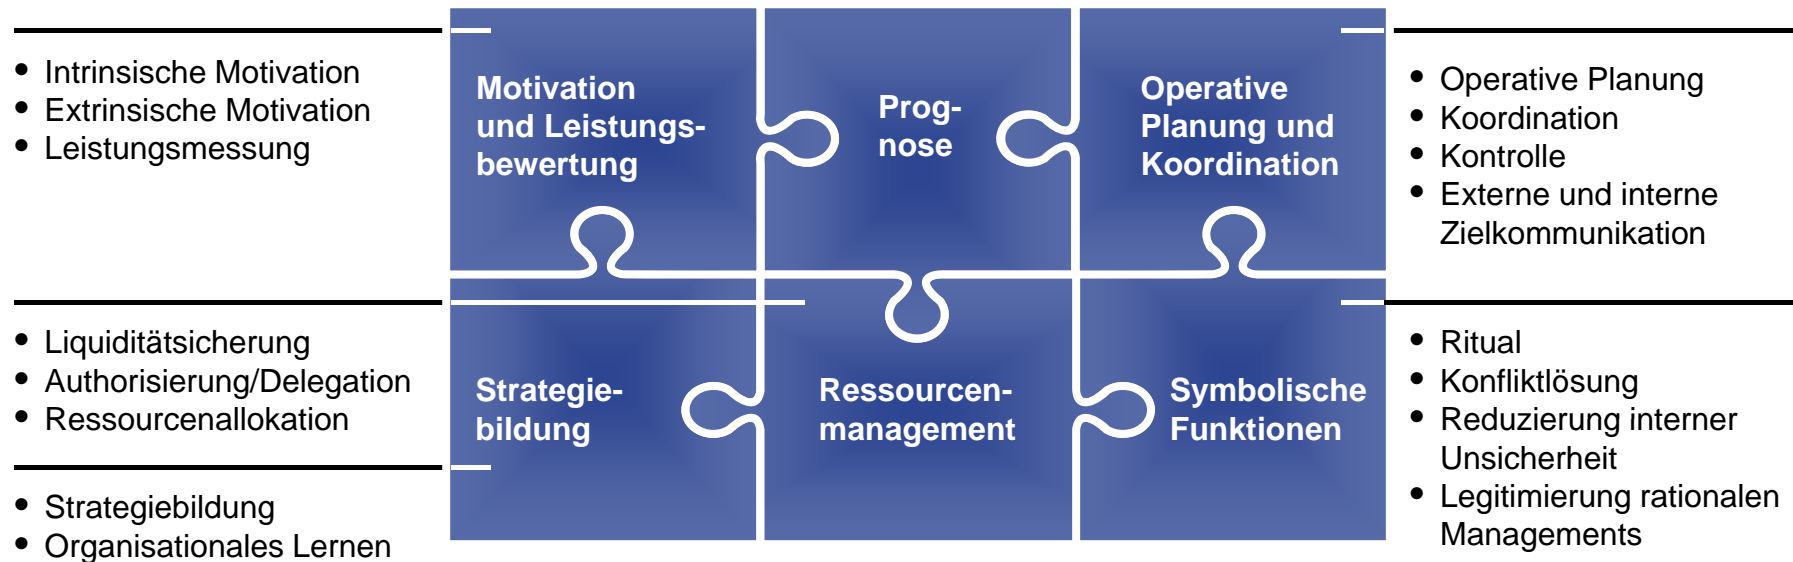 • Intrinsische Motivation
• Extrinsische Motivation
• Leistungsmessung
• Liquiditätsicherung
• Authorisierung/Delegation
• Ressourcenallokation
• Strategiebildung
• Organisationales Lernen
Motivation
und Leistungs-
bewertung
Prog-
nose
Operative
Planung und
Koordination
Strategie-
bildung
Ressourcen-
management
Symbolische
Funktionen
• Operative Planung
• Koordination
• Kontrolle
• Externe und interne
Zielkommunikation
• Ritual
• Konfliktlösung
• Reduzierung interner
Unsicherheit
• Legitimierung rationalen
Managements